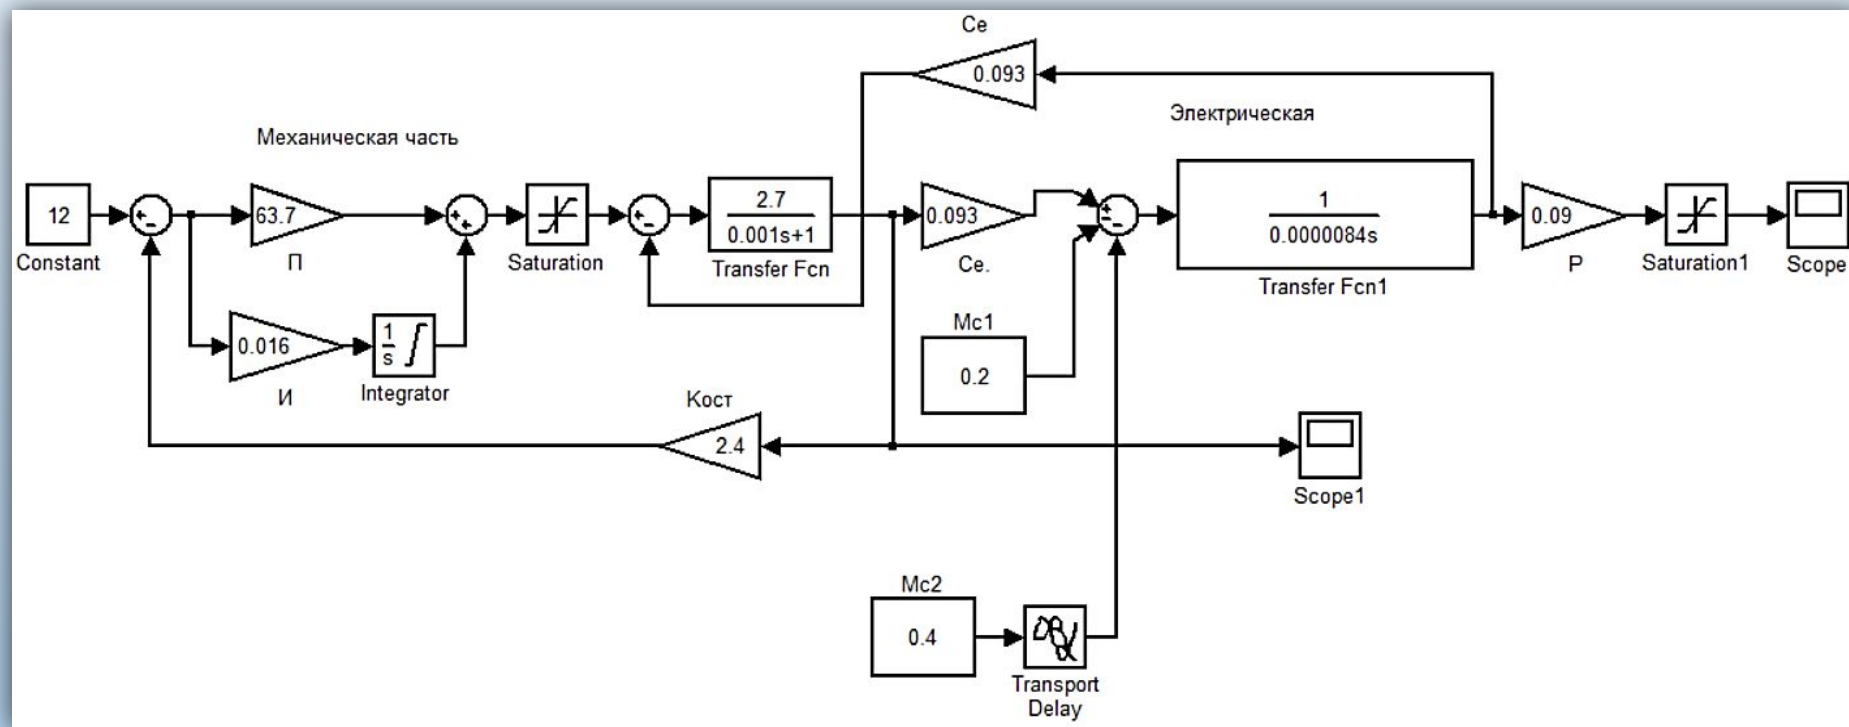 Ce
0.093
Электрическая
Механическая часть
12
Constant
+
-
63.7
П
+
+
Saturation
+
-
2.7
0.001s+1
Transfer Fcn
0.093
Ce.
+
-
-
1
0.0000084s
Transfer Fcn1
0.09
P
Saturation1
Scope
0.016
И
1
s
Integrator
Mc1
0.2
Кост
2.4
Scope1
Mc2
0.4
Transport
Delay